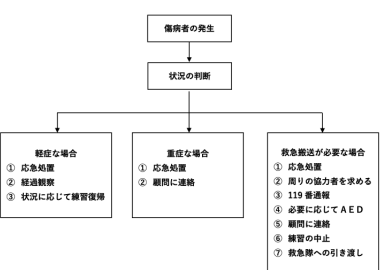 傷病者の発生
状況の判断
軽症な場合
① 応急処置
② 経過観察
③ 状況に応じて練習復帰
重症な場合
① 応急処置
② 顧問に連絡
救急搬送が必要な場合
① 応急処置
② 周りの協力者を求める
③ 119番通報
④ 必要に応じてＡＥＤ
⑤ 顧問に連絡
⑥ 練習の中止
⑦ 救急隊への引き渡し